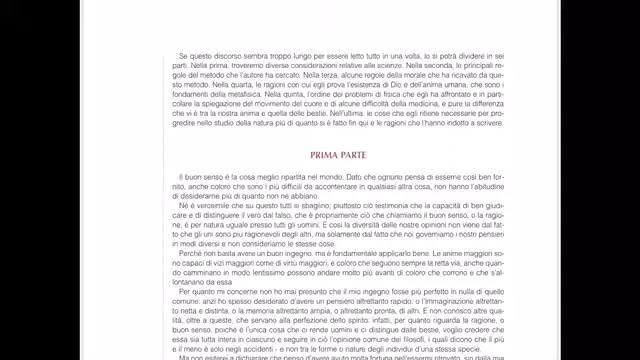 Se questo discorso sembra troppo lungo per essere letto tutto in una volta, lo si potrà dividere in sei
parti. Nella prima, troveremo diverse considerazioni relative alle scienze. Nella seconda, le principali re-
gole del metodo che l'autore ha cercato. Nella terza, alcune regole della morale che ha ricavato da que-
sto metodo. Nella quarta, le ragioni con cui egli prova l'esistenza di Dio e dell'anima umana, che sono i
fondamenti della metafisica. Nella quinta, l'ordine dei problemi di fisica che egli ha affrontato e in parti-
colare la spiegazione del movimento del cuore e di alcune difficoltà della medicina, e pure la differenza
che vi è tra la nostra anima e quella delle bestie. Nell'ultima, le cose che egli ritiene necessarie per pro-
gredire nello studio della natura più di quanto si è fatto fin qui e le ragioni che l'hanno indotto a scrivere.
PRIMA PARTE
Il buon senso è la cosa meglio ripartita nel mondo. Dato che ognuno pensa di esserne così ben for-
nito, anche coloro che sono i più difficili da accontentare in qualsiasi altra cosa, non hanno l'abitudine
di desiderarne più di quanto non ne abbiano.
Né è verosimile che su questo tutti si sbaglino; piuttosto ciò testimonia che la capacità di ben giudi-
care e di distinguere il vero dal falso, che è propriamente ciò che chiamiamo il buon senso, o la ragio-
ne, è per natura uguale presso tutti gli uomini. E così la diversità delle nostre opinioni non viene dal fat-
to che gli uni sono più ragionevoli degli altri, ma solamente dal fatto che noi governiamo i nostri pensieri
in modi diversi e non consideriamo le stesse cose.
Perché non basta avere un buon ingegno, ma è fondamentale applicarlo bene. Le anime maggiori so-
no capaci di vizi maggiori come di virtù maggiori, e coloro che seguono sempre la retta via, anche quan-
do camminano in modo lentissimo possono andare molto più avanti di coloro che corrono e che s'al-
lontanano da essa
Per quanto mi concerne non ho mai presunto che il mio ingegno fosse più perfetto in nulla di quello
comune: anzi ho spesso desiderato d'avere un pensiero altrettanto rapido, o l'immaginazione altrettan-
to netta e distinta, o la memoria altrettanto ampia, o altrettanto pronta, di altri. E non conosco altre qua-
lità, oltre a queste, che servano alla perfezione dello spirito: infatti, per quanto riguarda la ragione, o
buon senso, poiché è l'unica cosa che ci rende uomini e ci distingue dalle bestie, voglio credere che
essa sia tutta intera in ciascuno e seguire in ciò l'opinione comune dei filosofi, i quali dicono che il più
e il meno è solo negli accidenti - e non tra le forme o nature degli individui d'una stessa specie.
Ma non esiterei a dichiarare che penso d'avere avuto molta fortuna nell'essermi ritrovato, sin dalla mia